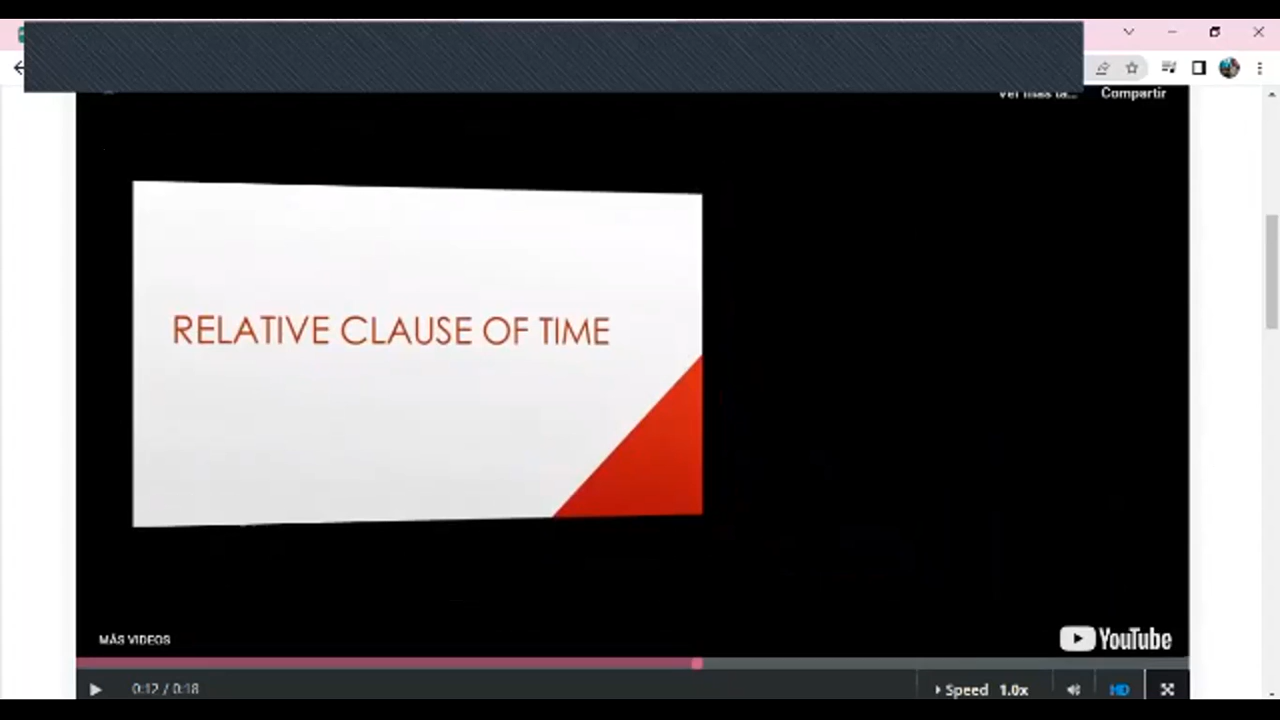 Compartir
RELATIVE CLAUSE OF TIME
MÁS VIDEOS
YouTube
0:12 / 0:18
Speed 1.0x
HD